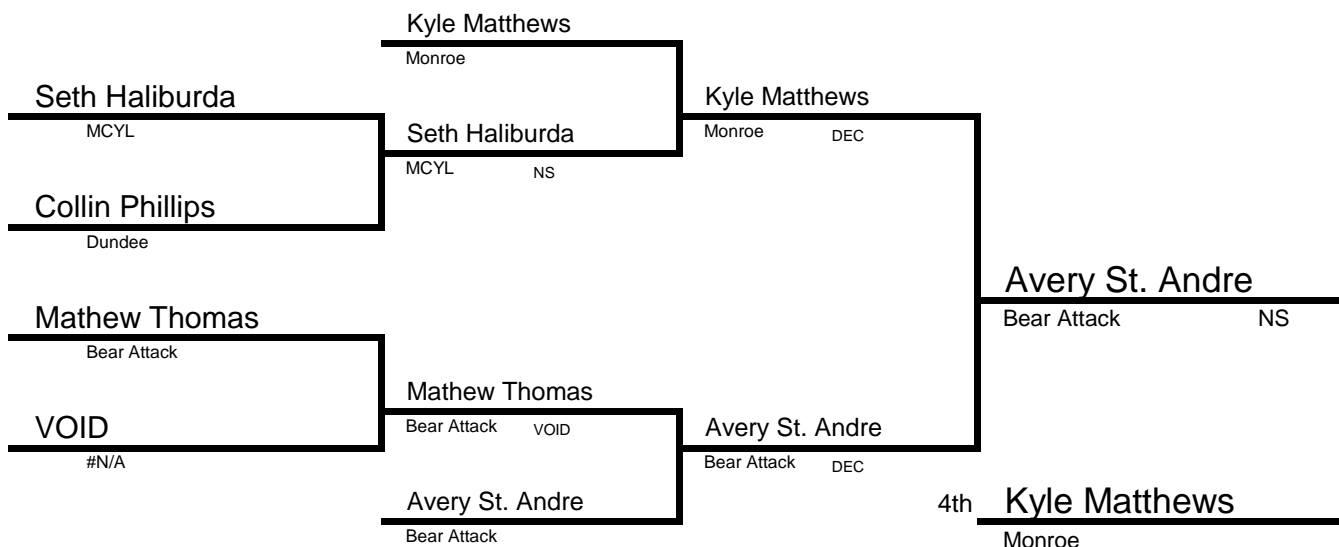 Kyle Matthews
Monroe
Seth Haliburda
MCYL
Kyle Matthews
Monroe DEC
Seth Haliburda
MCYL NS
Collin Phillips
Dundee
Avery St. Andre
Bear Attack NS
Mathew Thomas
Bear Attack
Mathew Thomas
Bear Attack VOID
VOID
#N/A
Avery St. Andre
Bear Attack DEC
Avery St. Andre
Bear Attack
4th Kyle Matthews
Monroe